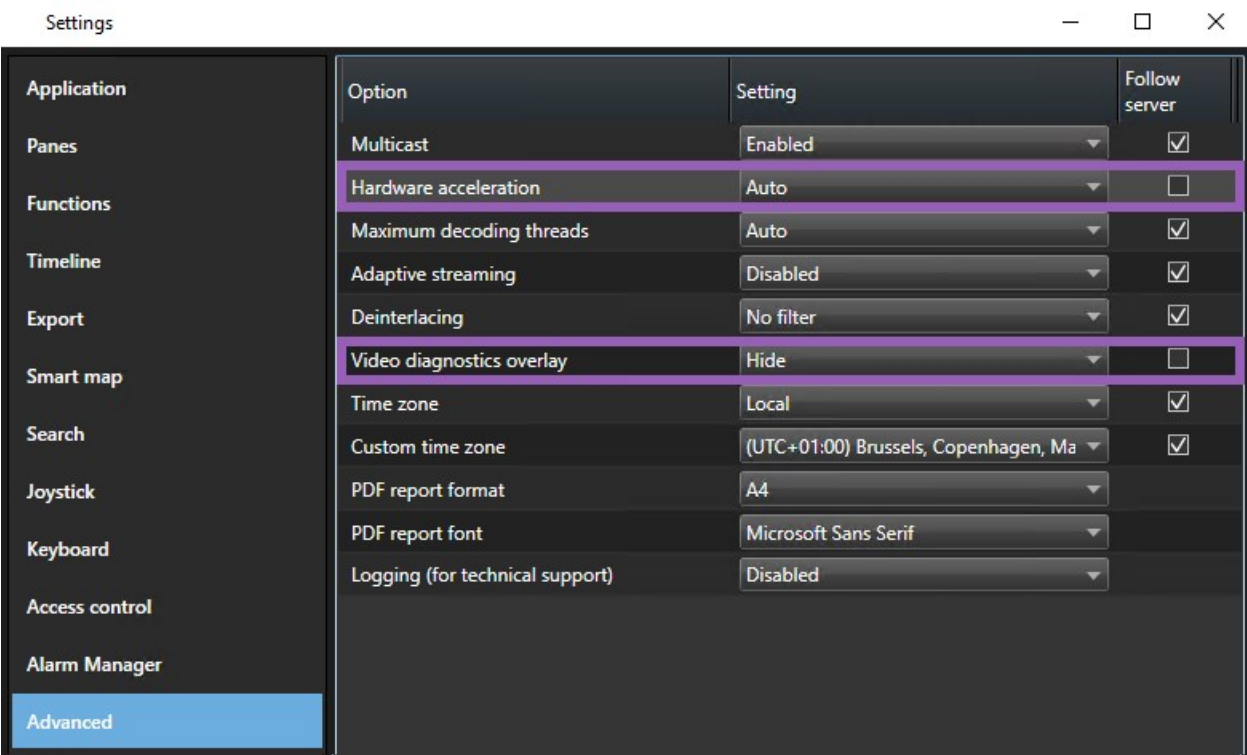 Settings
Application
Panes
Functions
Timeline
Export
Smart map
Search
Joystick
Keyboard
Access control
Alarm Manager
Advanced
Option Setting Follow server
Multicast Enabled
Hardware acceleration Auto
Maximum decoding threads Auto
Adaptive streaming Disabled
Deinterlacing No filter
Video diagnostics overlay Hide
Time zone Local
Custom time zone (UTC+01:00) Brussels, Copenhagen, Ma
PDF report format A4
PDF report font Microsoft Sans Serif
Logging (for technical support) Disabled